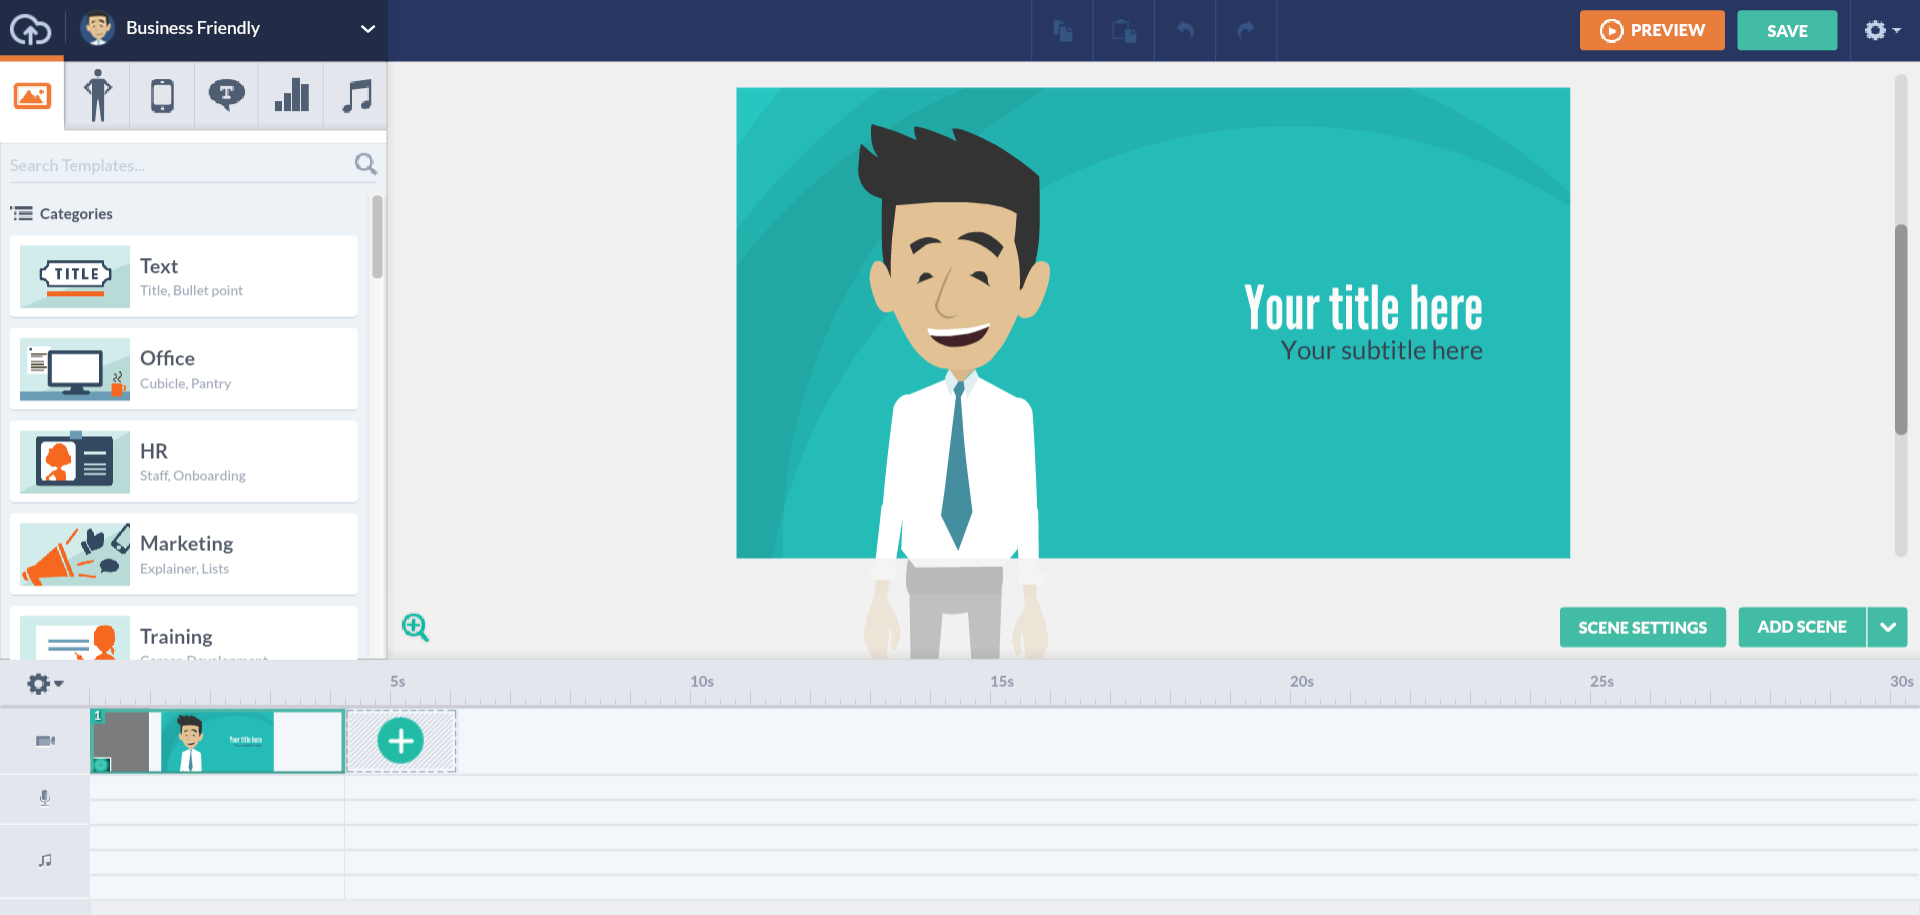 Business Friendly
PREVIEW
SAVE
T
Search Templates...
Categories
TITLE
Text
Title, Bullet point
Office
Cubicle, Pantry
HR
Staff, Onboarding
Marketing
Explainer, Lists
Training
Career Development
Your title here
Your subtitle here
SCENE SETTINGS
ADD SCENE
5s
10s
15s
20s
25s
30s
1
Your title here